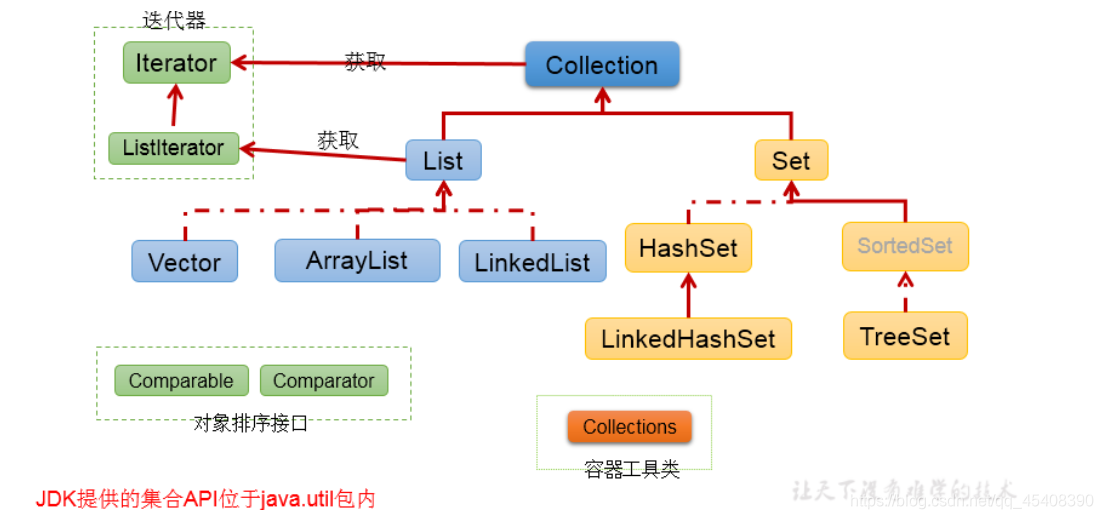 迭代器
Iterator
获取
Collection
ListIterator
获取
List
Set
Vector
ArrayList
LinkedList
HashSet
SortedSet
LinkedHashSet
TreeSet
Comparable
Comparator
对象排序接口
Collections
容器工具类
JDK提供的集合API位于java.util包内
让天下没有难学的技术
https://blog.csdn.net/qq_45408390